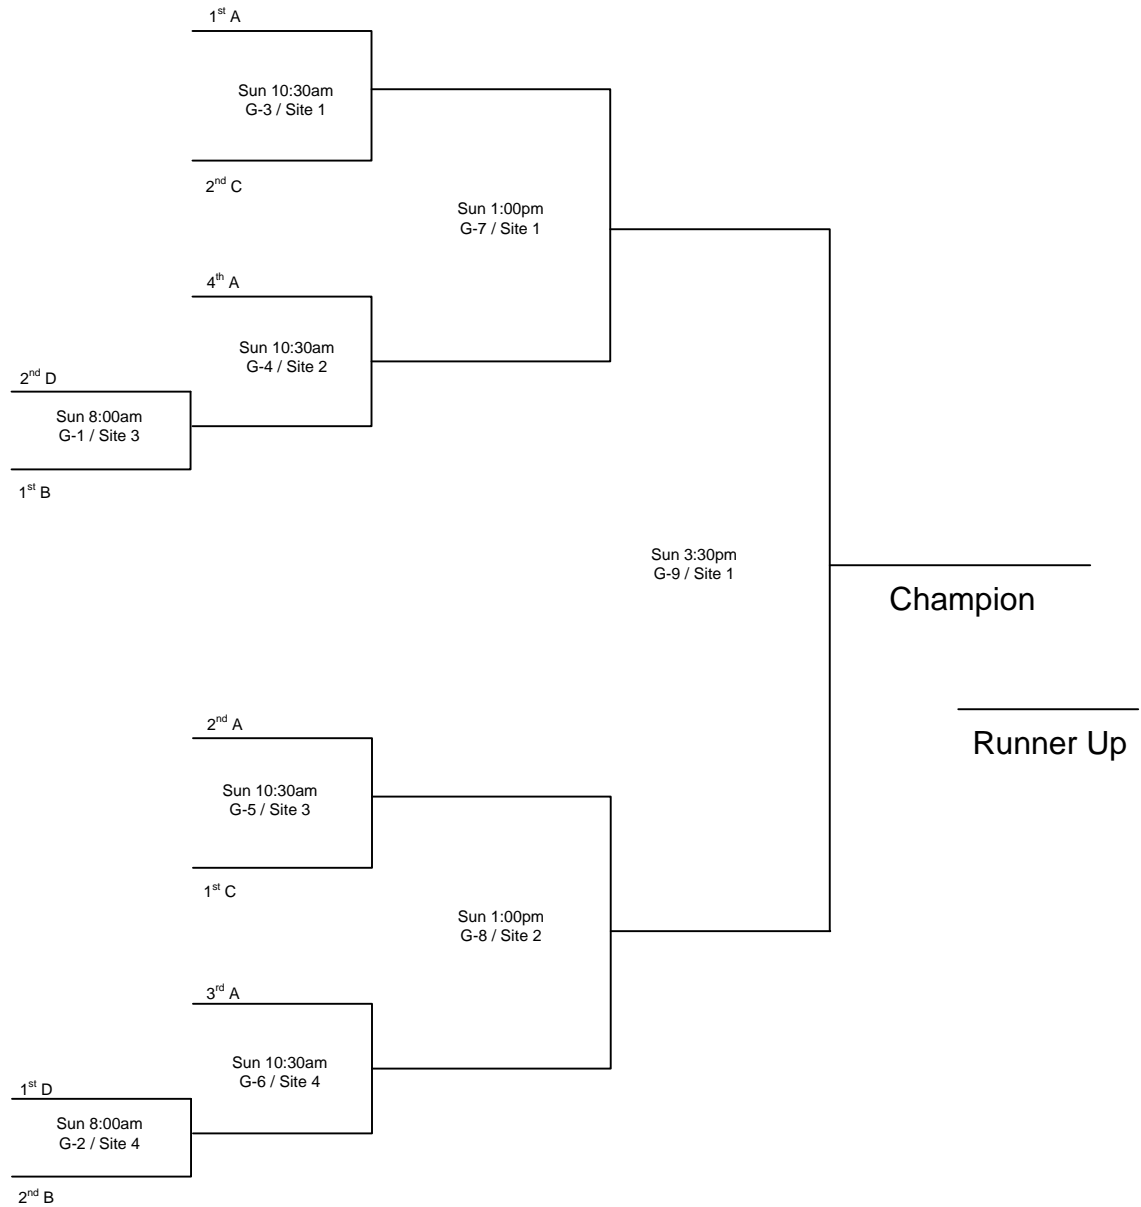 1st A
Sun 10:30am
G-3 / Site 1
2nd C
Sun 1:00pm
G-7 / Site 1
4th A
Sun 10:30am
G-4 / Site 2
2nd D
Sun 8:00am
G-1 / Site 3
1st B
Sun 3:30pm
G-9 / Site 1
Champion
2nd A
Runner Up
Sun 10:30am
G-5 / Site 3
1st C
Sun 1:00pm
G-8 / Site 2
3rd A
Sun 10:30am
G-6 / Site 4
1st D
Sun 8:00am
G-2 / Site 4
2nd B